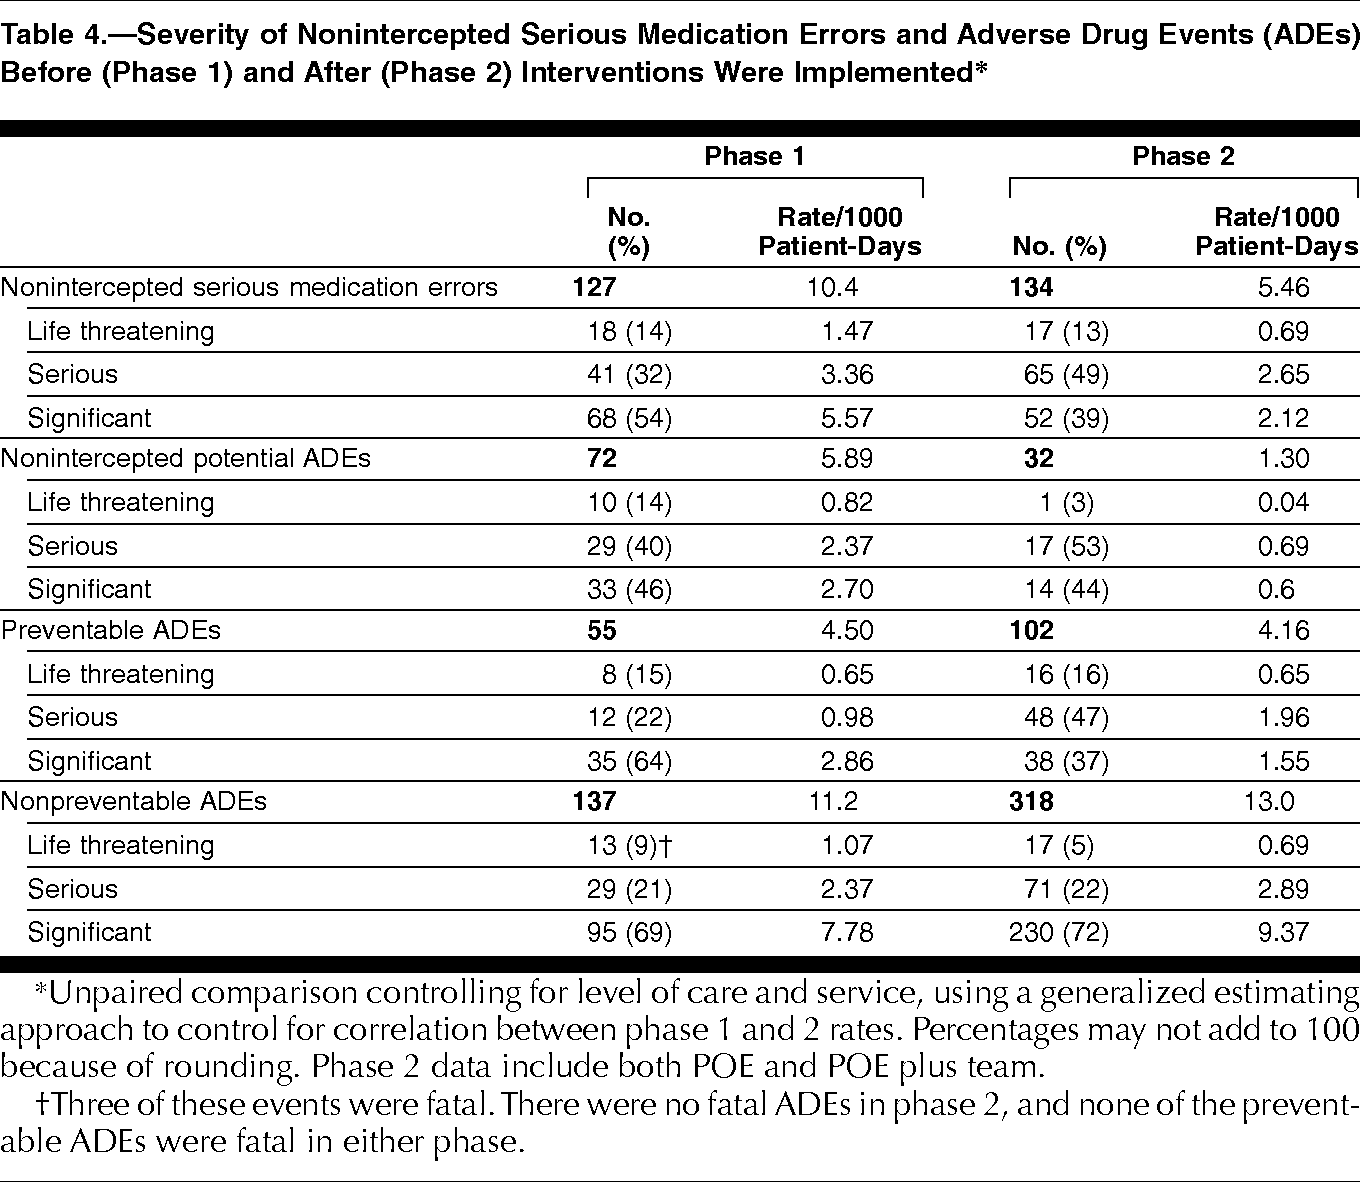 Table 4.—Severity of Nonintercepted Serious Medication Errors and Adverse Drug Events (ADEs)
Before (Phase 1) and After (Phase 2) Interventions Were Implemented*
Phase 1 Phase 2
No. (%) Rate/1000 Patient-Days No. (%) Rate/1000 Patient-Days
Nonintercepted serious medication errors 127 10.4 134 5.46
Life threatening 18 (14) 1.47 17 (13) 0.69
Serious 41 (32) 3.36 65 (49) 2.65
Significant 68 (54) 5.57 52 (39) 2.12
Nonintercepted potential ADEs 72 5.89 32 1.30
Life threatening 10 (14) 0.82 1 (3) 0.04
Serious 29 (40) 2.37 17 (53) 0.69
Significant 33 (46) 2.70 14 (44) 0.6
Preventable ADEs 55 4.50 102 4.16
Life threatening 8 (15) 0.65 16 (16) 0.65
Serious 12 (22) 0.98 48 (47) 1.96
Significant 35 (64) 2.86 38 (37) 1.55
Nonpreventable ADEs 137 11.2 318 13.0
Life threatening 13 (9)† 1.07 17 (5) 0.69
Serious 29 (21) 2.37 71 (22) 2.89
Significant 95 (69) 7.78 230 (72) 9.37
*Unpaired comparison controlling for level of care and service, using a generalized estimating
approach to control for correlation between phase 1 and 2 rates. Percentages may not add to 100
because of rounding. Phase 2 data include both POE and POE plus team.
†Three of these events were fatal. There were no fatal ADEs in phase 2, and none of the prevent-
able ADEs were fatal in either phase.